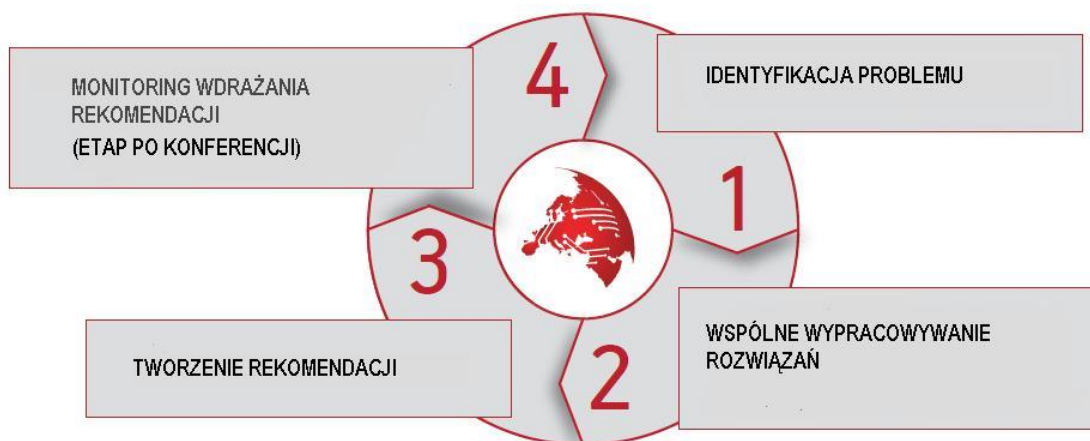 4
MONITORING WDRAŻANIA
REKOMENDACJI
(ETAP PO KONFERENCJI)
IDENTYFIKACJA PROBLEMU
1
3
TWORZENIE REKOMENDACJI
2
WSPÓLNE WYPRACOWYWANIE
ROZWIĄZAŃ